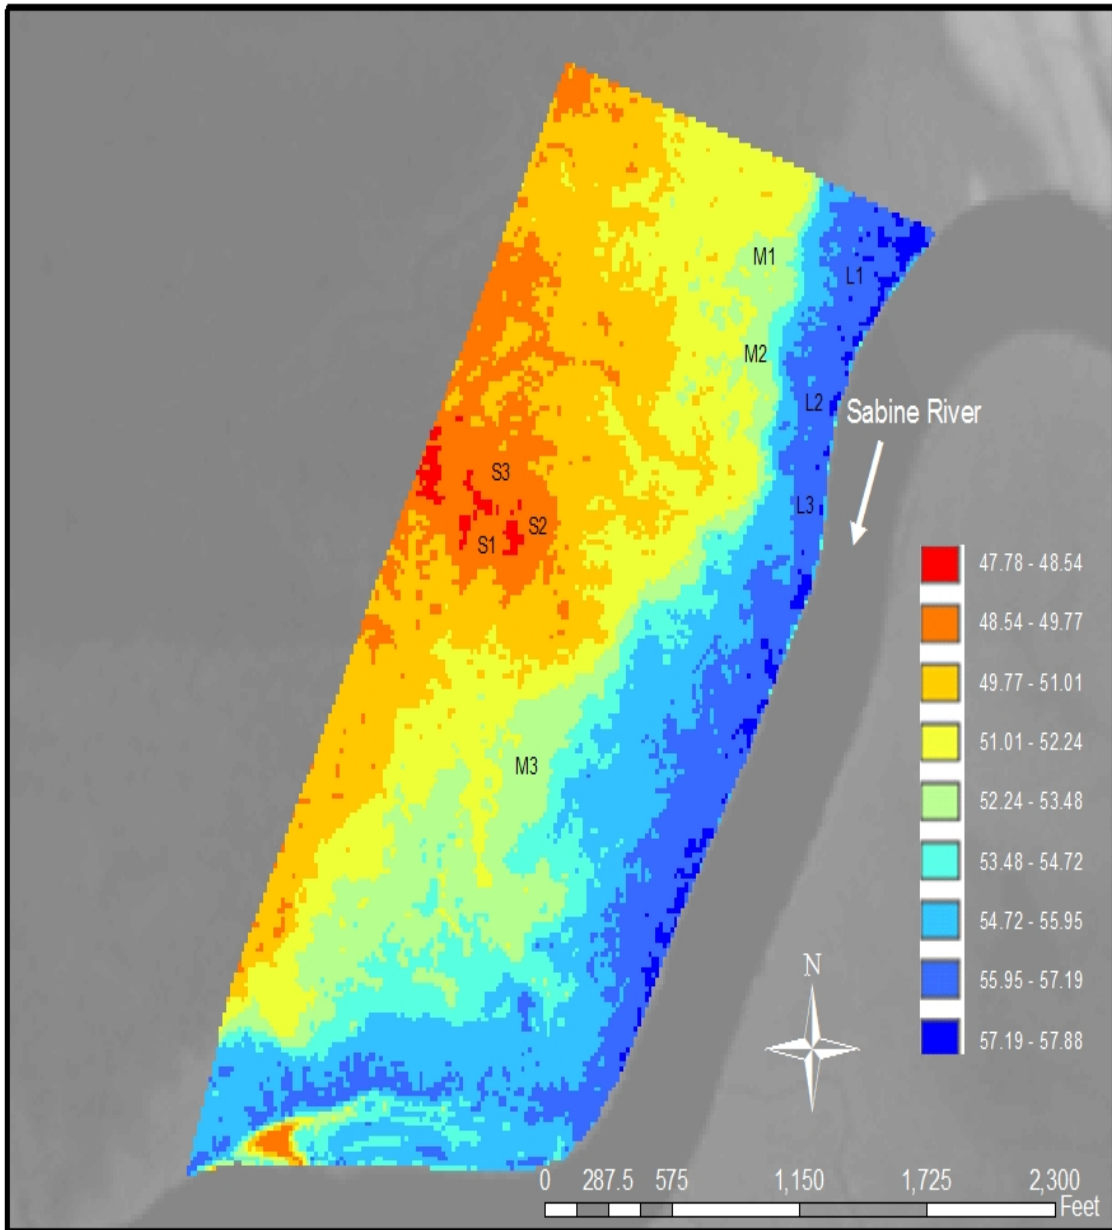 M1
L1
M2
L2
Sabine River
S3
L3
S2
S1
47.78 - 48.54
48.54 - 49.77
49.77 - 51.01
51.01 - 52.24
M3
52.24 - 53.48
53.48 - 54.72
54.72 - 55.95
N
55.95 - 57.19
57.19 - 57.88
0 287.5 575 1,150 1,725 2,300
Feet